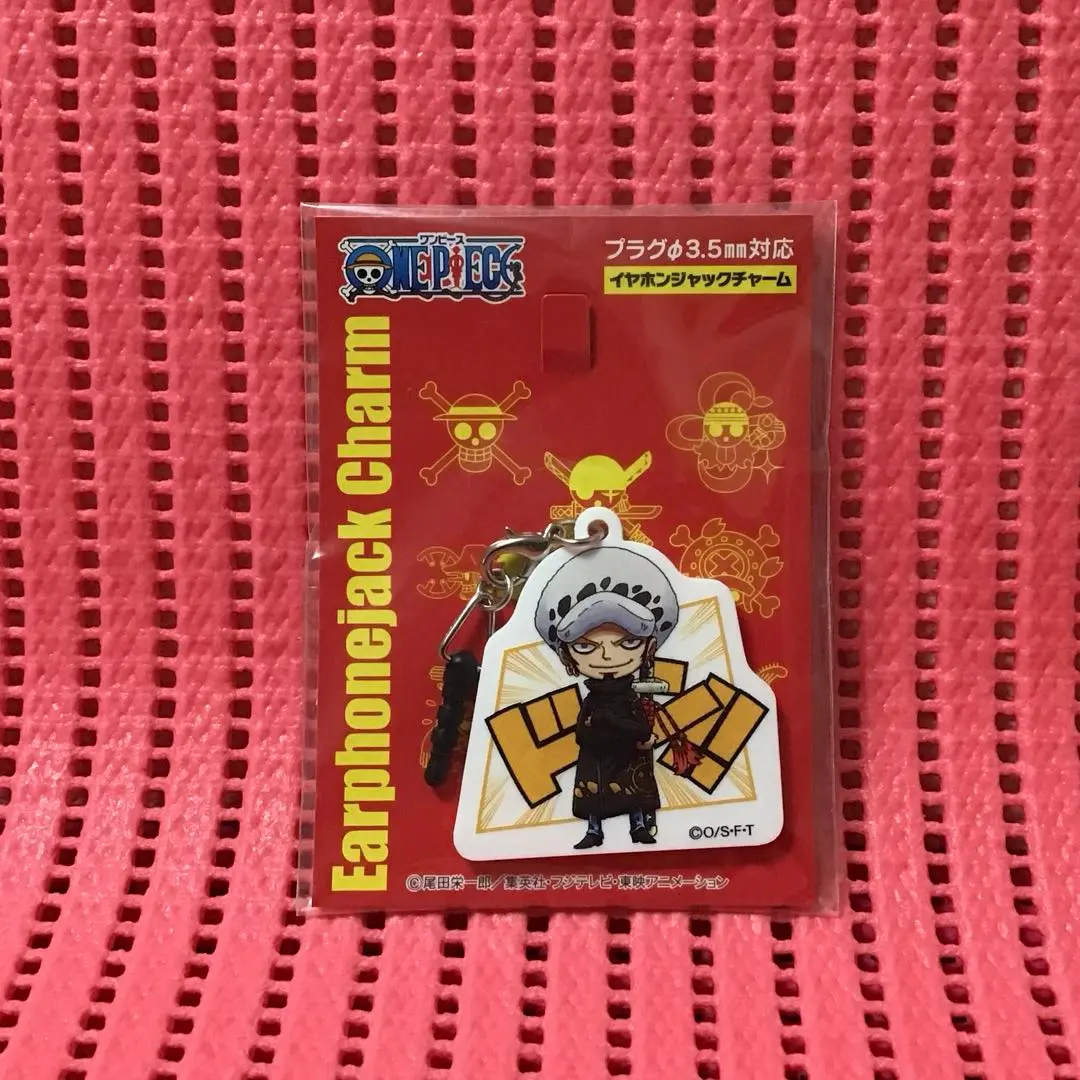 ワンピース
ONE PIECE
プラグφ3.5mm対応
イヤホンジャックチャーム
Earphonejack Charm
ドン!!
©O/S・F・T
©尾田栄一郎/集英社・フジテレビ・東映アニメーション